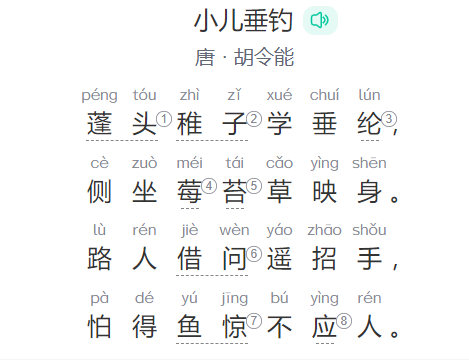 小儿垂钓
唐·胡令能
péng tóu zhì zǐ xué chuí lún
蓬头①稚子②学垂纶③，
cè zuò méi tái cǎo yìng shēn
侧坐莓④苔⑤草映身。
lù rén jiè wèn yáo zhāo shǒu
路人借问⑥遥招手，
pà dé yú jīng bú yìng rén
怕得鱼惊⑦不应⑧人。